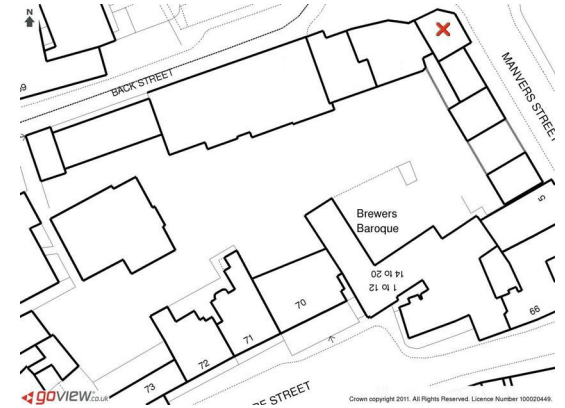 N
BACK STREET
MANVERS STREET
Brewers
Baroque
14 to 20
1 to 12
5
70
71
72
73
66
RE STREET
goview.co.uk
Crown copyright 2011. All Rights Reserved. Licence Number 100020449.